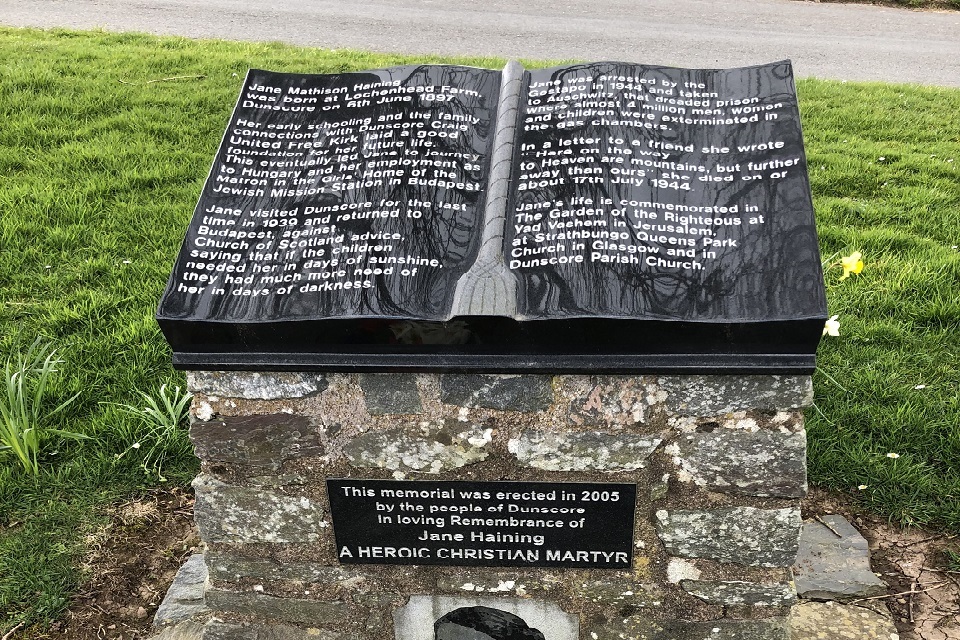 Jane Mathison Haining
was born at Lochenhead Farm,
Dunscore on 6th June 1897
Her early schooling and the family
connections with Dunscore Craig
United Free Kirk laid a good
foundation for her future life.
This eventually led Jane to journey
to Hungary and her employment as
Matron in the Girls Home of the
Jewish Mission Station in Budapest.
Jane visited Dunscore for the last
time in 1939 and returned to
Budapest, against
Church of Scotland advice,
saying that if the children
needed her in days of sunshine,
they had much more need of
her in days of darkness.
Jane was arrested by the
Gestapo in 1944 and taken
to Auschwitz, that dreaded prison
where almost 4 million men, women
and children were exterminated in
the gas chambers.
In a letter to a friend she wrote
"Here on the way
to Heaven are mountains, but further
away than ours" she died on or
about 17th July 1944.
Jane's life is commemorated in
The Garden of the Righteous at
Yad Vashem in Jerusalem,
at Strathbungo Queens Park
Church in Glasgow and in
Dunscore Parish Church.
This memorial was erected in 2005
by the people of Dunscore
In loving Remembrance of
Jane Haining
A HEROIC CHRISTIAN MARTYR